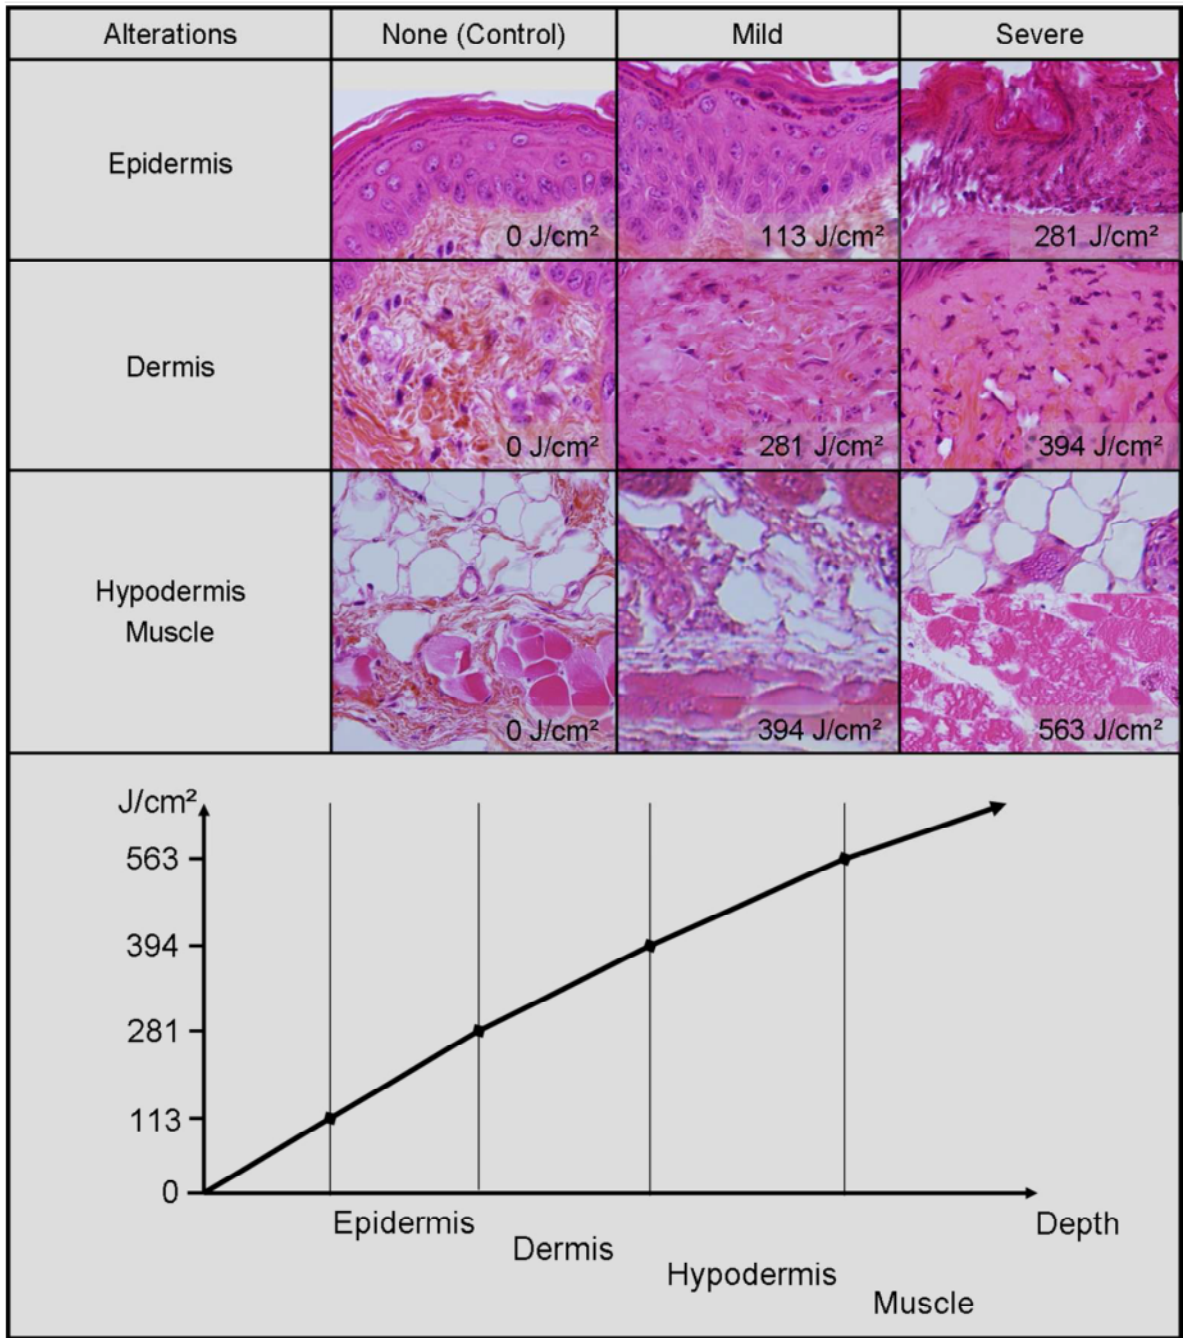 Alterations
None (Control)
Mild
Severe
Epidermis
0 J/cm²
113 J/cm²
281 J/cm²
Dermis
0 J/cm²
281 J/cm²
394 J/cm²
Hypodermis
Muscle
0 J/cm²
394 J/cm²
563 J/cm²
J/cm²
563
394
281
113
0
Epidermis
Dermis
Hypodermis
Muscle
Depth